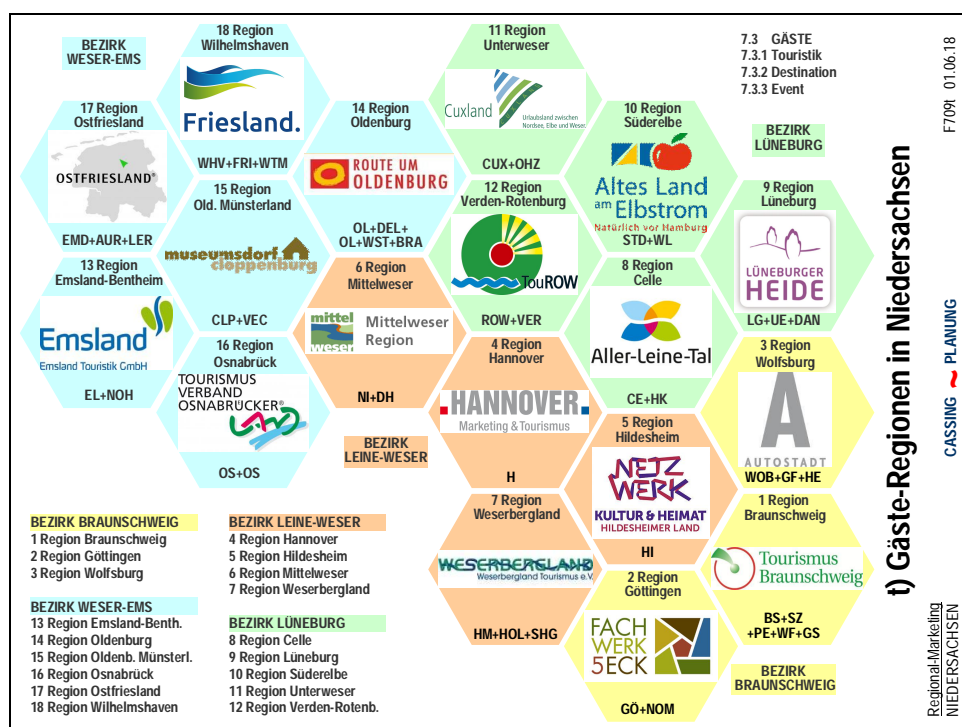 BEZIRK
WESER-EMS
18 Region
Wilhelmshaven
Friesland.
WHV+FRI+WTM
11 Region
Unterweser
Cuxland
Urlaubsland zwischen
Nordsee, Elbe und Weser.
CUX+OHZ
7.3 GÄSTE
7.3.1 Touristik
7.3.2 Destination
7.3.3 Event
17 Region
Ostfriesland
OSTFRIESLAND®
EMD+AUR+LER
14 Region
Oldenburg
ROUTE UM
OLDENBURG
OL+DEL+
OL+WST+BRA
10 Region
Süderelbe
Altes Land
am Elbstrom
Natürlich vor Hamburg
STD+WL
BEZIRK
LÜNEBURG
15 Region
Old. Münsterland
museumsdorf
cloppenburg
CLP+VEC
12 Region
Verden-Rotenburg
TouROW
ROW+VER
9 Region
Lüneburg
LÜNEBURGER
HEIDE
LG+UE+DAN
13 Region
Emsland-Bentheim
Emsland
Emsland Touristik GmbH
EL+NOH
6 Region
Mittelweser
mittel
weser
Mittelweser
Region
NI+DH
8 Region
Celle
Aller-Leine-Tal
CE+HK
16 Region
Osnabrück
TOURISMUS
VERBAND
OSNABRÜCKER®
LAND
OS+OS
4 Region
Hannover
HANNOVER
Marketing & Tourismus
H
3 Region
Wolfsburg
A
AUTOSTADT
WOB+GF+HE
BEZIRK
LEINE-WESER
5 Region
Hildesheim
NETZ
WERK
KULTUR & HEIMAT
HILDESHEIMER LAND
HI
7 Region
Weserbergland
WESERBERGLAND
Weserbergland Tourismus e.V.
HM+HOL+SHG
1 Region
Braunschweig
Tourismus
Braunschweig
BS+SZ
+PE+WF+GS
2 Region
Göttingen
FACH
WERK
5ECK
GÖ+NOM
BEZIRK
BRAUNSCHWEIG
BEZIRK BRAUNSCHWEIG
1 Region Braunschweig
2 Region Göttingen
3 Region Wolfsburg
BEZIRK WESER-EMS
13 Region Emsland-Benth.
14 Region Oldenburg
15 Region Oldenb. Münsterl.
16 Region Osnabrück
17 Region Ostfriesland
18 Region Wilhelmshaven
BEZIRK LEINE-WESER
4 Region Hannover
5 Region Hildesheim
6 Region Mittelweser
7 Region Weserbergland
BEZIRK LÜNEBURG
8 Region Celle
9 Region Lüneburg
10 Region Süderelbe
11 Region Unterweser
12 Region Verden-Rotenb.
t) Gäste-Regionen in Niedersachsen
F709t 01.06.18
CASSING ~ PLANUNG
Regional-Marketing
NIEDERSACHSEN